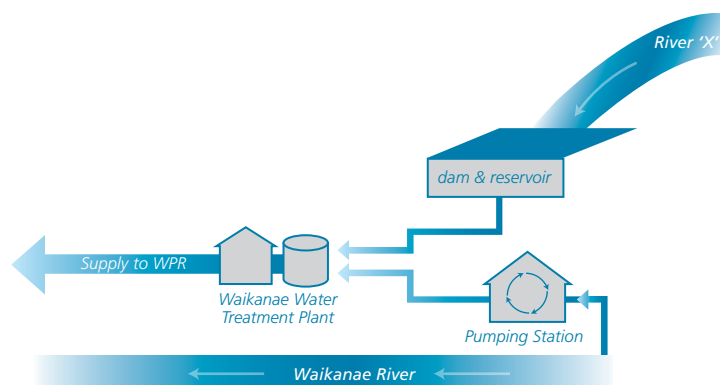 River ‘X’
dam & reservoir
Supply to WPR
Waikanae Water
Treatment Plant
Pumping Station
Waikanae River